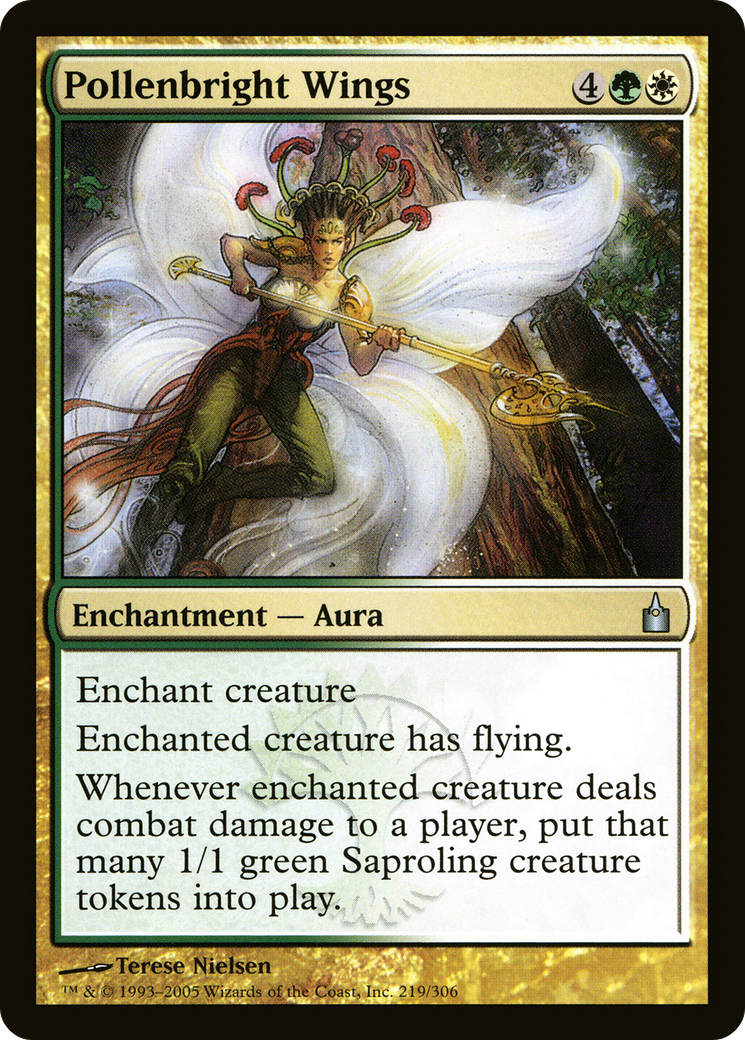 Pollenbright Wings 4
Enchantment — Aura
Enchant creature
Enchanted creature has flying.
Whenever enchanted creature deals
combat damage to a player, put that
many 1/1 green Saproling creature
tokens into play.
Terese Nielsen
™ & © 1993–2005 Wizards of the Coast, Inc. 219/306